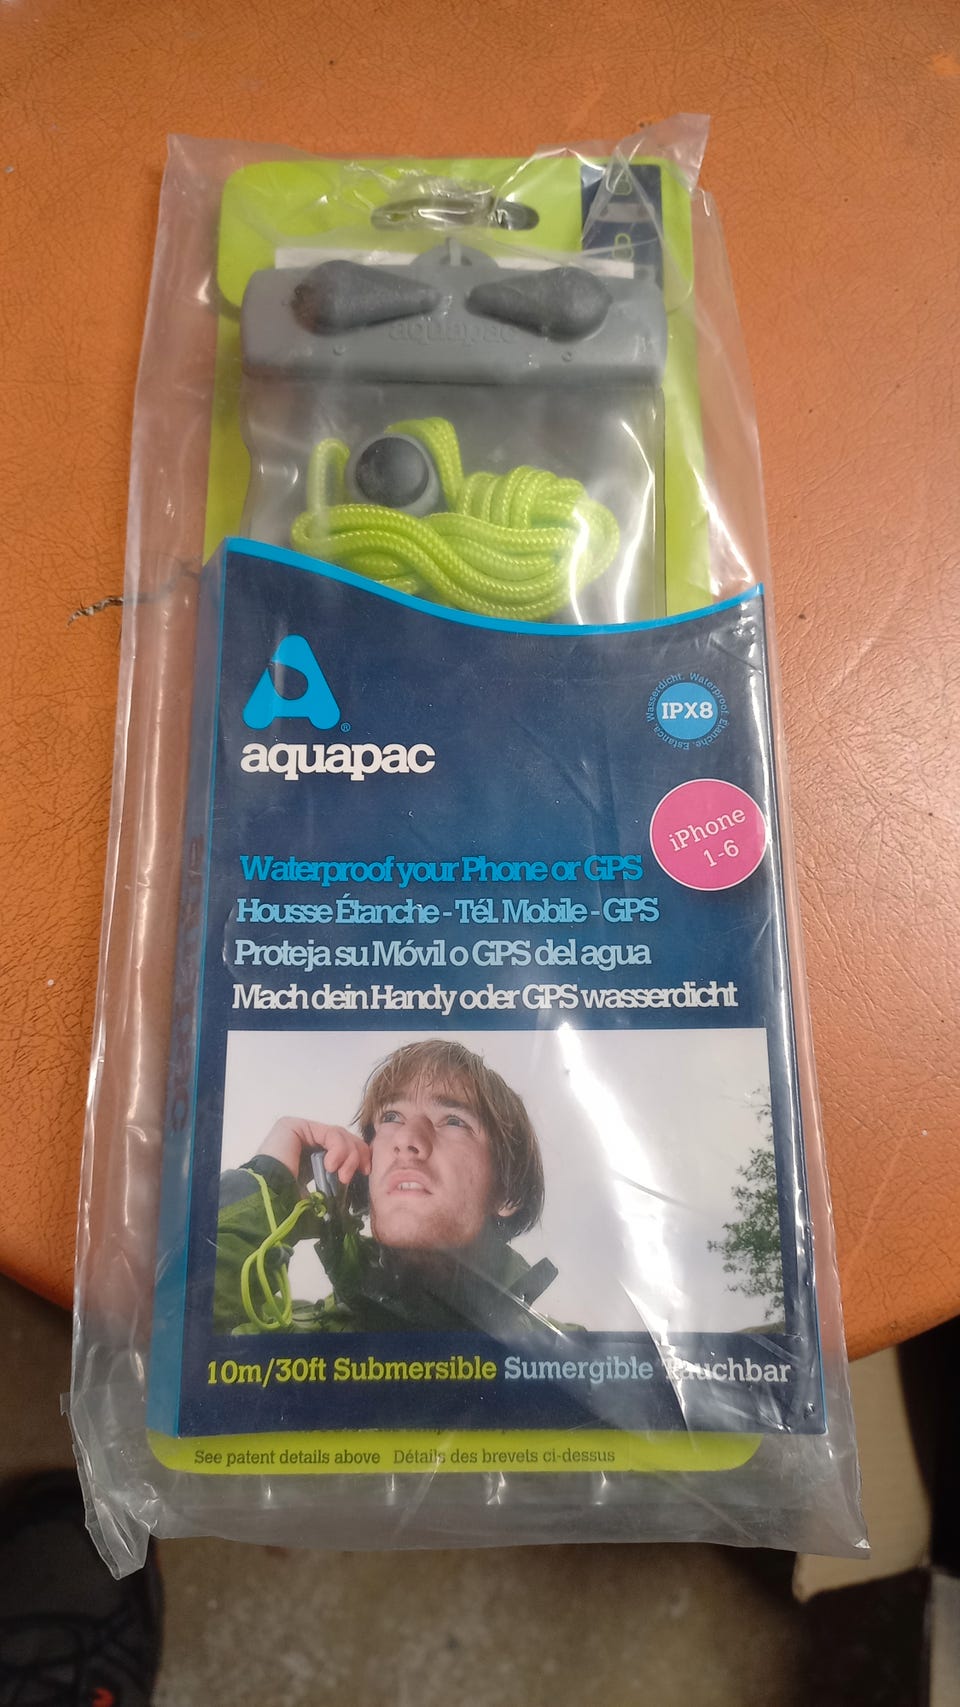 aquapac
aquapac
IPX8
Wasserdicht. Waterproof. Étanche. Estanca.
iPhone
1-6
Waterproof your Phone or GPS
Housse Étanche - Tél. Mobile - GPS
Proteja su Móvil o GPS del agua
Mach dein Handy oder GPS wasserdicht
10m/30ft Submersible Sumergible Tauchbar
See patent details above Détails des brevets ci-dessus